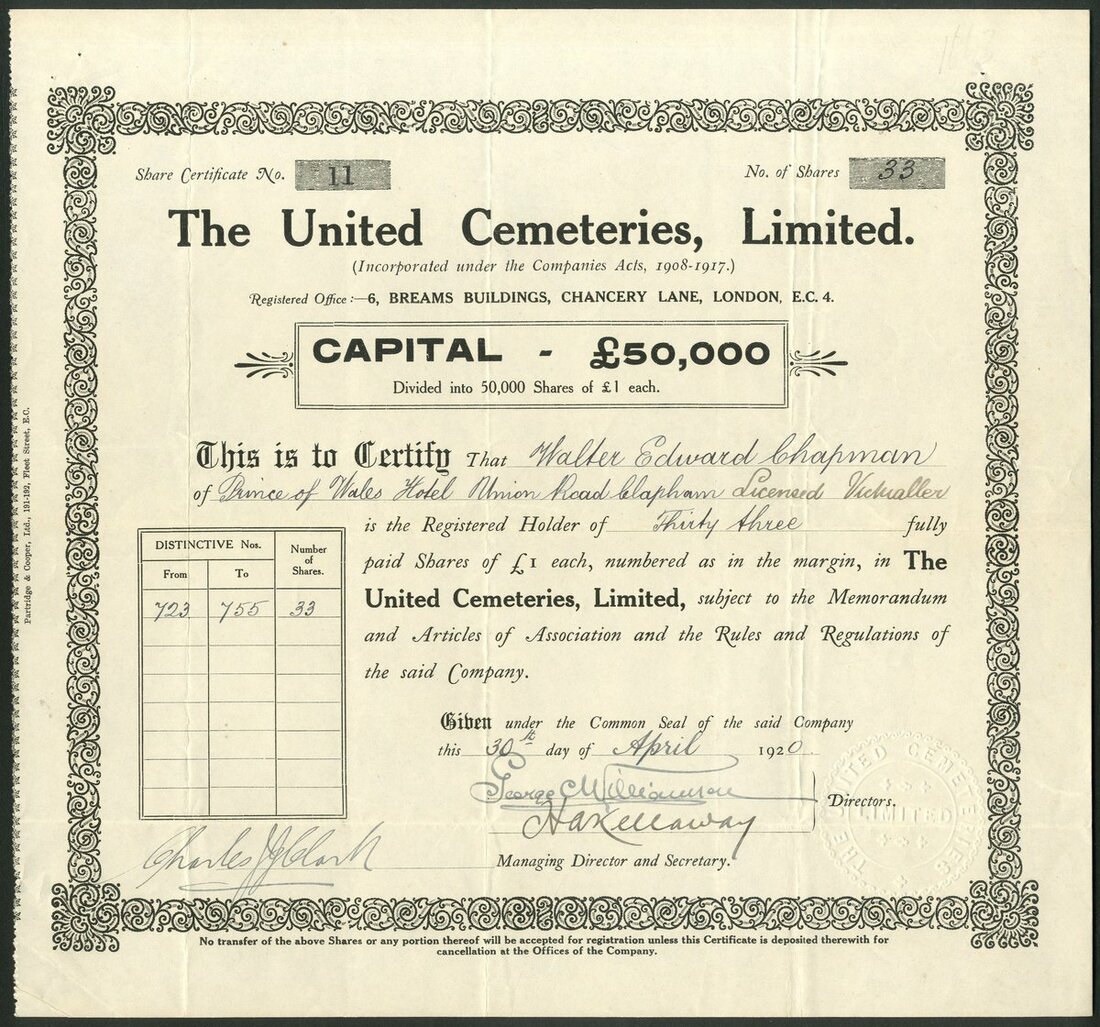 Share Certificate No. 11
No. of Shares 33
The United Cemeteries, Limited.
(Incorporated under the Companies Acts, 1908-1917.)
Registered Office:—6, BREAMS BUILDINGS, CHANCERY LANE, LONDON, E.C. 4.
CAPITAL - £50,000
Divided into 50,000 Shares of £1 each.
This is to Certify That Walter Edward Chapman
of Prince of Wales Hotel Union Road Clapham Licensed Victualler
is the Registered Holder of Thirty three fully
paid Shares of £1 each, numbered as in the margin, in The
United Cemeteries, Limited, subject to the Memorandum
and Articles of Association and the Rules and Regulations of
the said Company.
DISTINCTIVE Nos. Number of Shares.
From To
723 755 33
Given under the Common Seal of the said Company
this 30st day of April 1920
George C Williamson
H A Kellaway
Directors.
Charles J J Clark
Managing Director and Secretary.
THE UNITED CEMETERIES
LIMITED
No transfer of the above Shares or any portion thereof will be accepted for registration unless this Certificate is deposited therewith for
cancellation at the Offices of the Company.
Partridge & Cooper, Ltd., 191-192, Fleet Street, E.C.